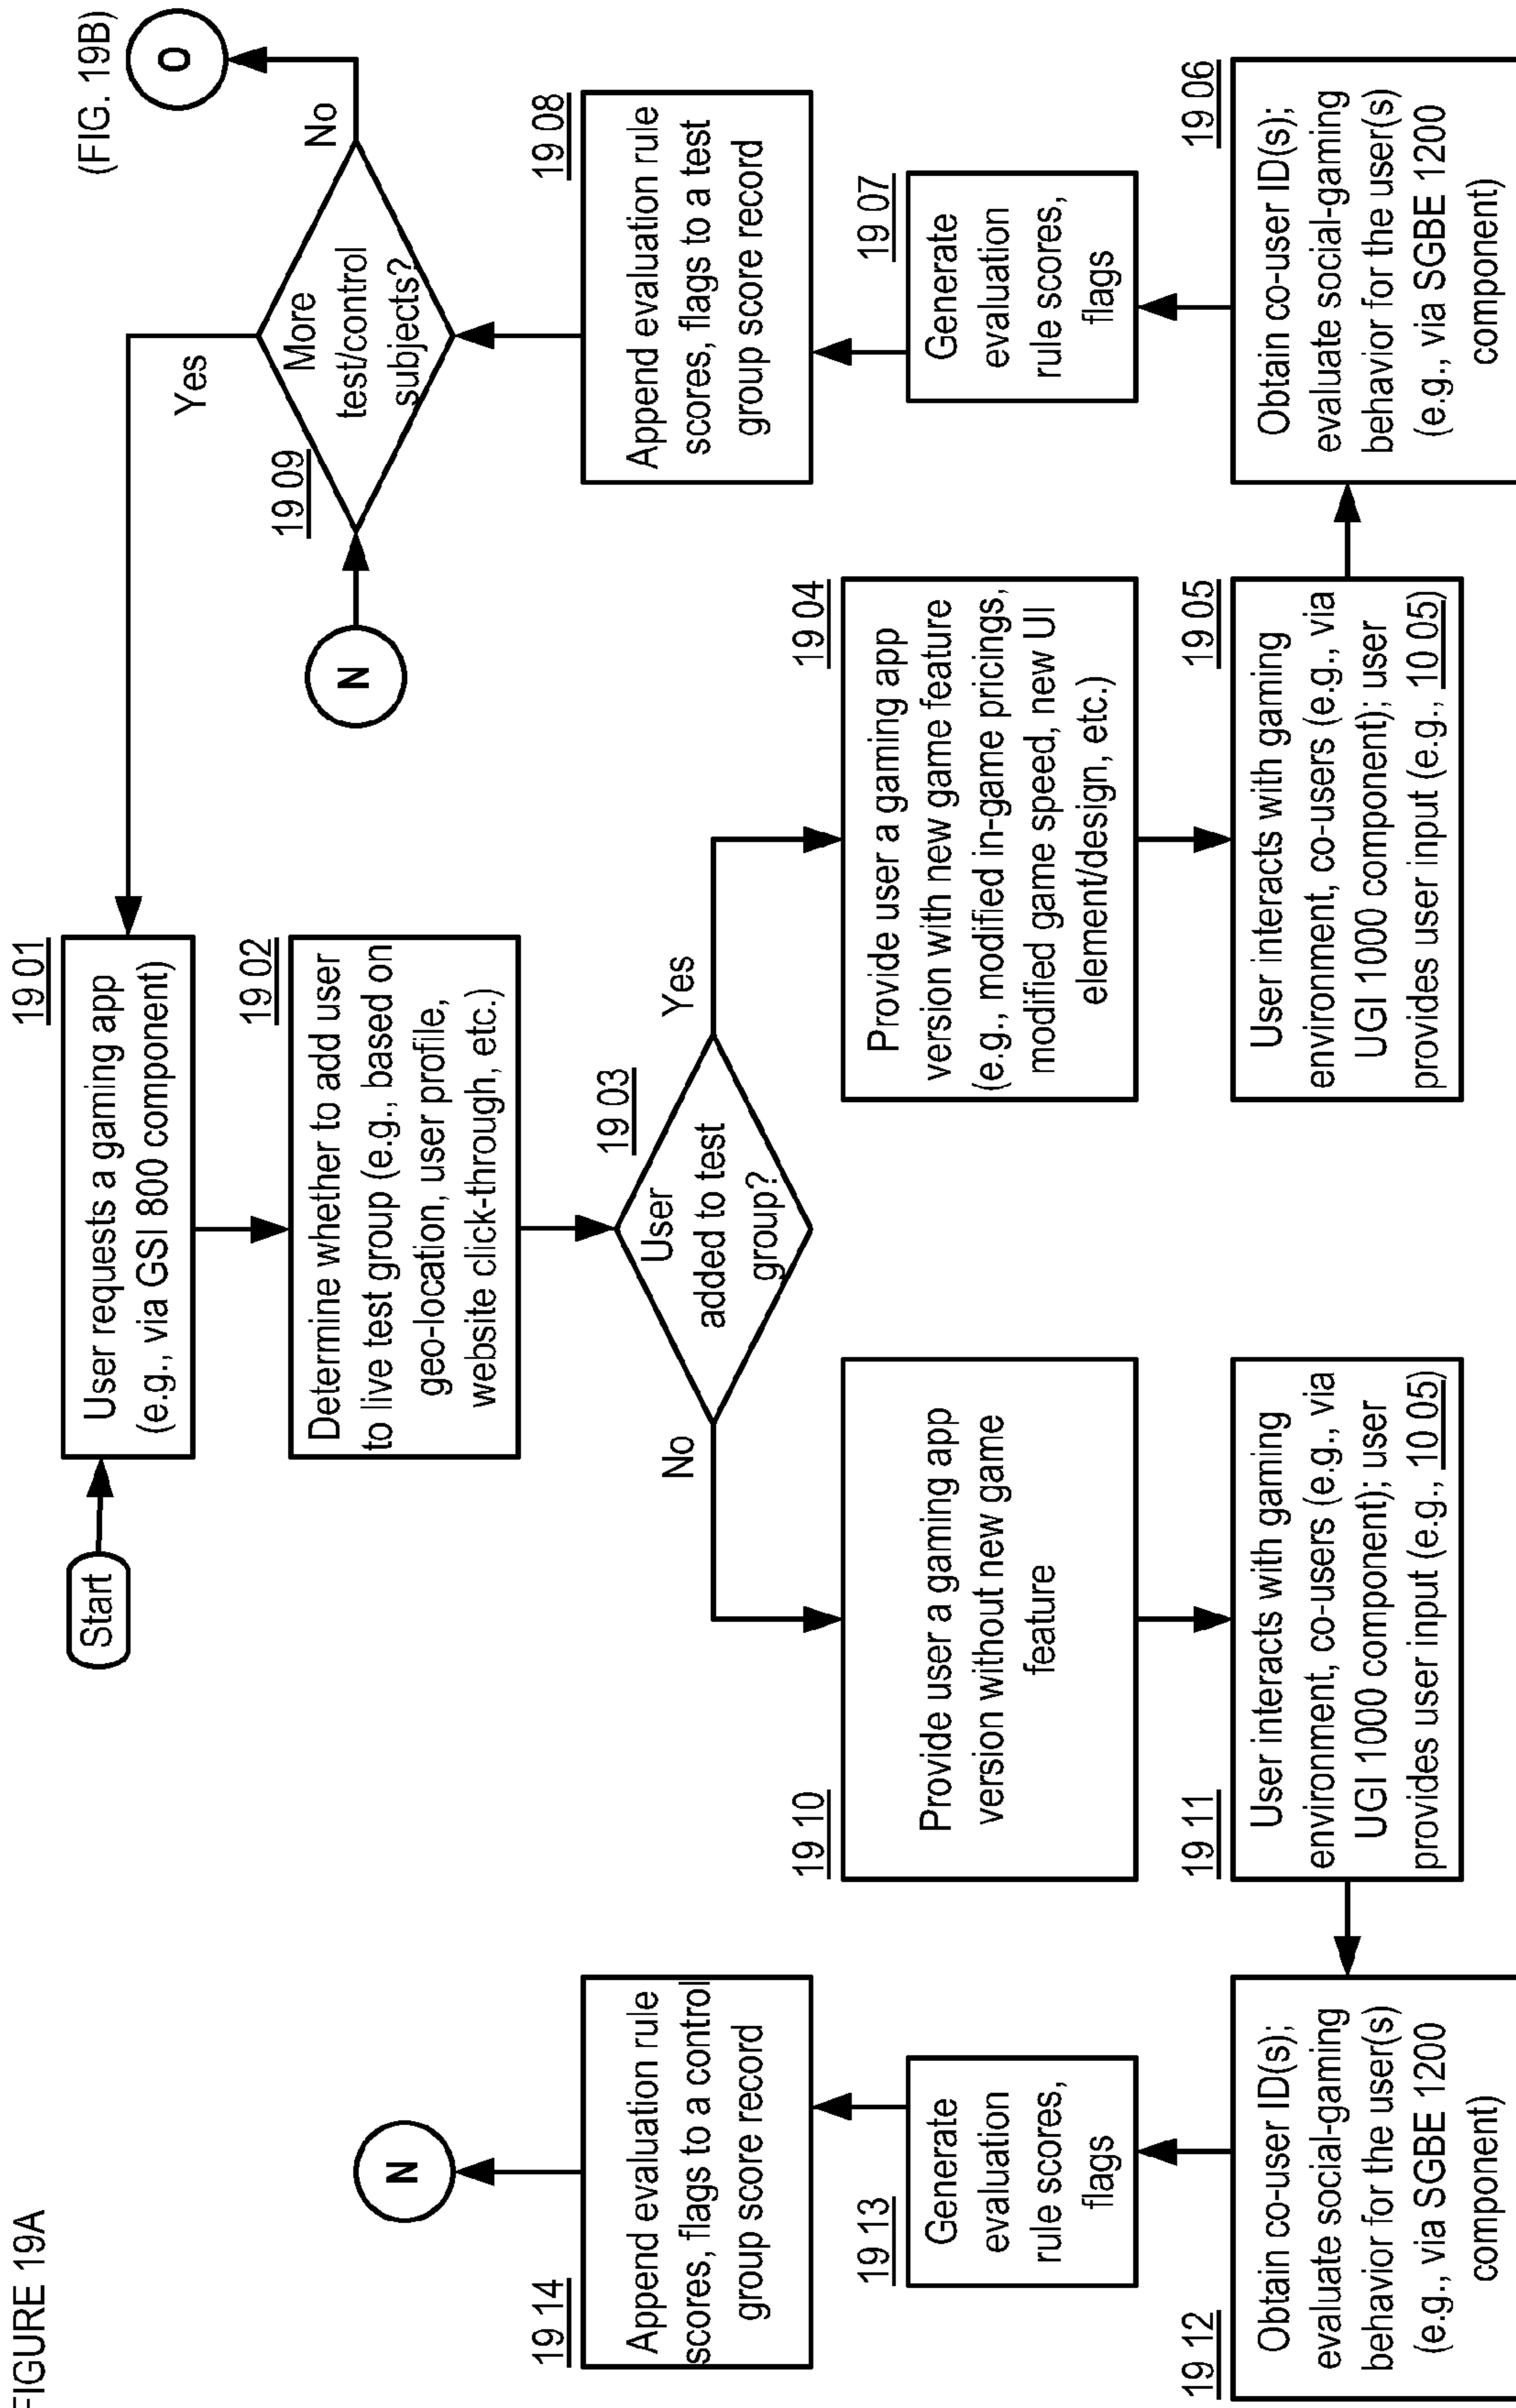 FIGURE 19A
Start
19 01
User requests a gaming app
(e.g., via GSI 800 component)
19 02
Determine whether to add user
to live test group (e.g., based on
geo-location, user profile,
website click-through, etc.)
19 03
User
added to test
group?
No
Yes
19 10
Provide user a gaming app
version without new game
feature
19 11
User interacts with gaming
environment, co-users (e.g., via
UGI 1000 component); user
provides user input (e.g., 10 05)
19 12
Obtain co-user ID(s);
evaluate social-gaming
behavior for the user(s)
(e.g., via SGBE 1200
component)
19 13
Generate
evaluation
rule scores,
flags
19 14
Append evaluation rule
scores, flags to a control
group score record
N
19 04
Provide user a gaming app
version with new game feature
(e.g., modified in-game pricings,
modified game speed, new UI
element/design, etc.)
19 05
User interacts with gaming
environment, co-users (e.g., via
UGI 1000 component); user
provides user input (e.g., 10 05)
19 06
Obtain co-user ID(s);
evaluate social-gaming
behavior for the user(s)
(e.g., via SGBE 1200
component)
19 07
Generate
evaluation
rule scores,
flags
19 08
Append evaluation rule
scores, flags to a test
group score record
N
19 09
More
test/control
subjects?
Yes
No
(FIG. 19B)
O